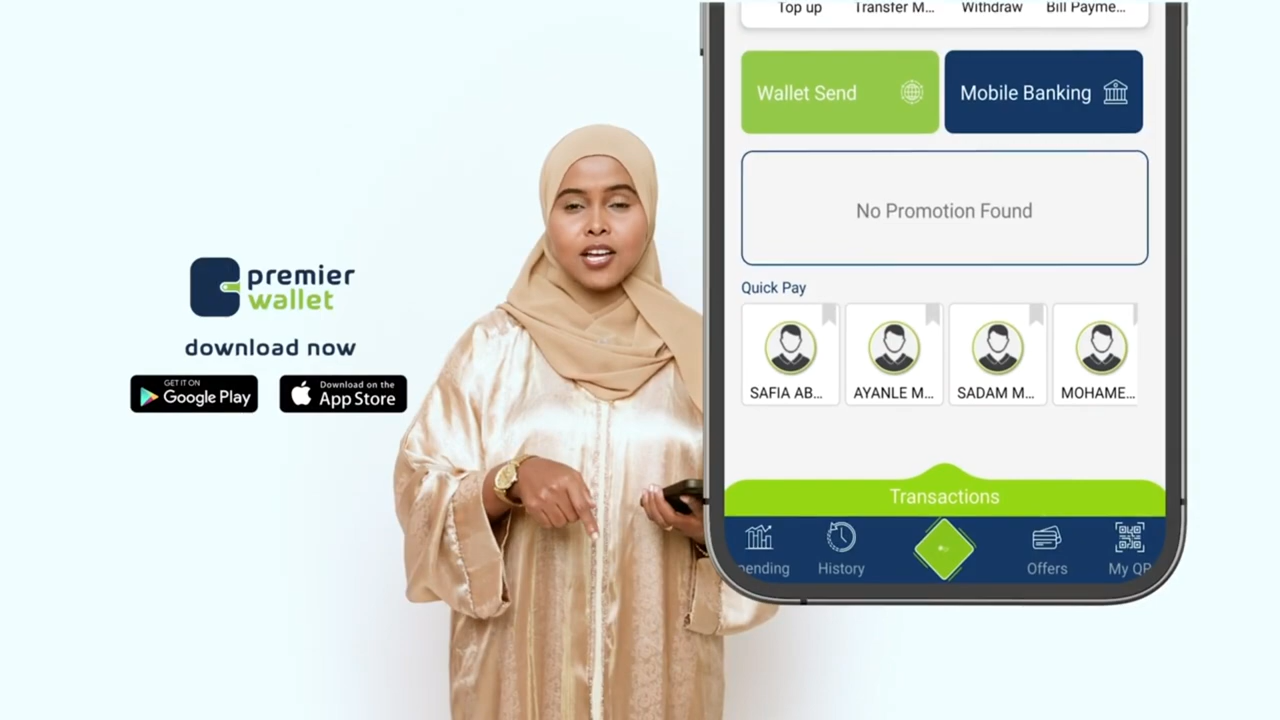 premier
wallet
download now
GET IT ON
Google Play
Download on the
App Store
Top up
Transfer M...
Withdraw
Bill Payme...
Wallet Send
Mobile Banking
No Promotion Found
Quick Pay
SAFIA AB...
AYANLE M...
SADAM M...
MOHAME...
Transactions
ending
History
Offers
My QR